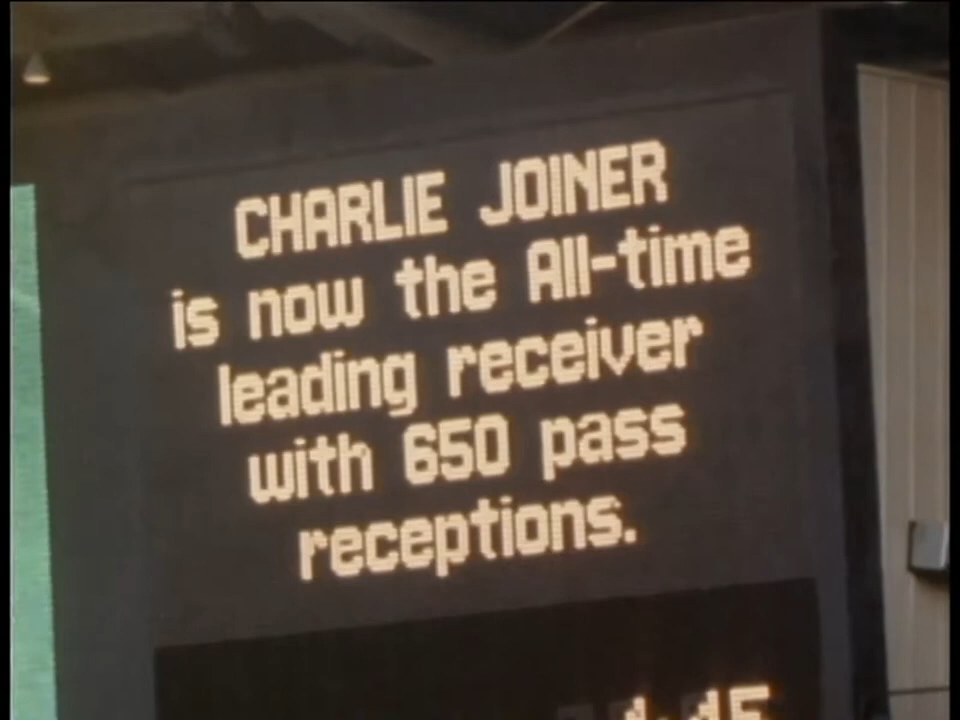 CHARLIE JOINER
is now the All-time
leading receiver
with 650 pass
receptions.